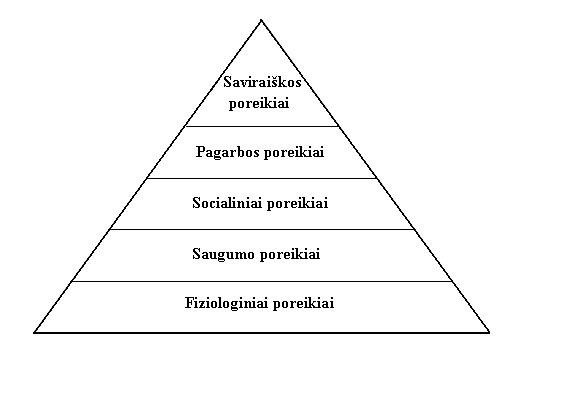 Saviraiškos
poreikiai
Pagarbos poreikiai
Socialiniai poreikiai
Saugumo poreikiai
Fiziologiniai poreikiai